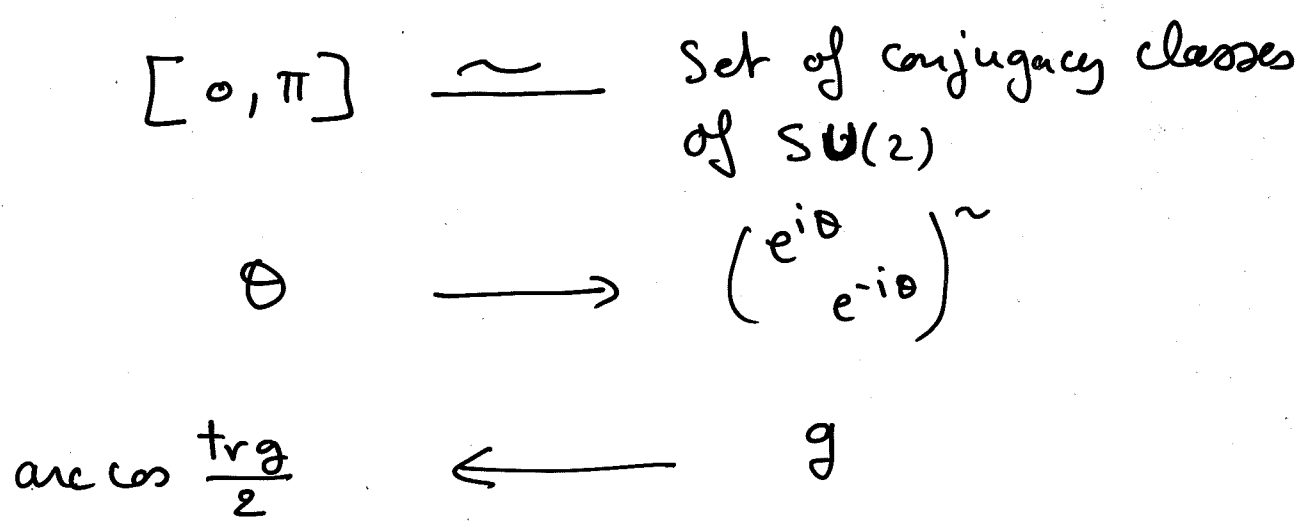 [0, π] ≃ Set of conjugacy classes
of SU(2)
θ ⟶ (e^{iθ} e^{-iθ})^~
arc cos tr g / 2 ⟵ g